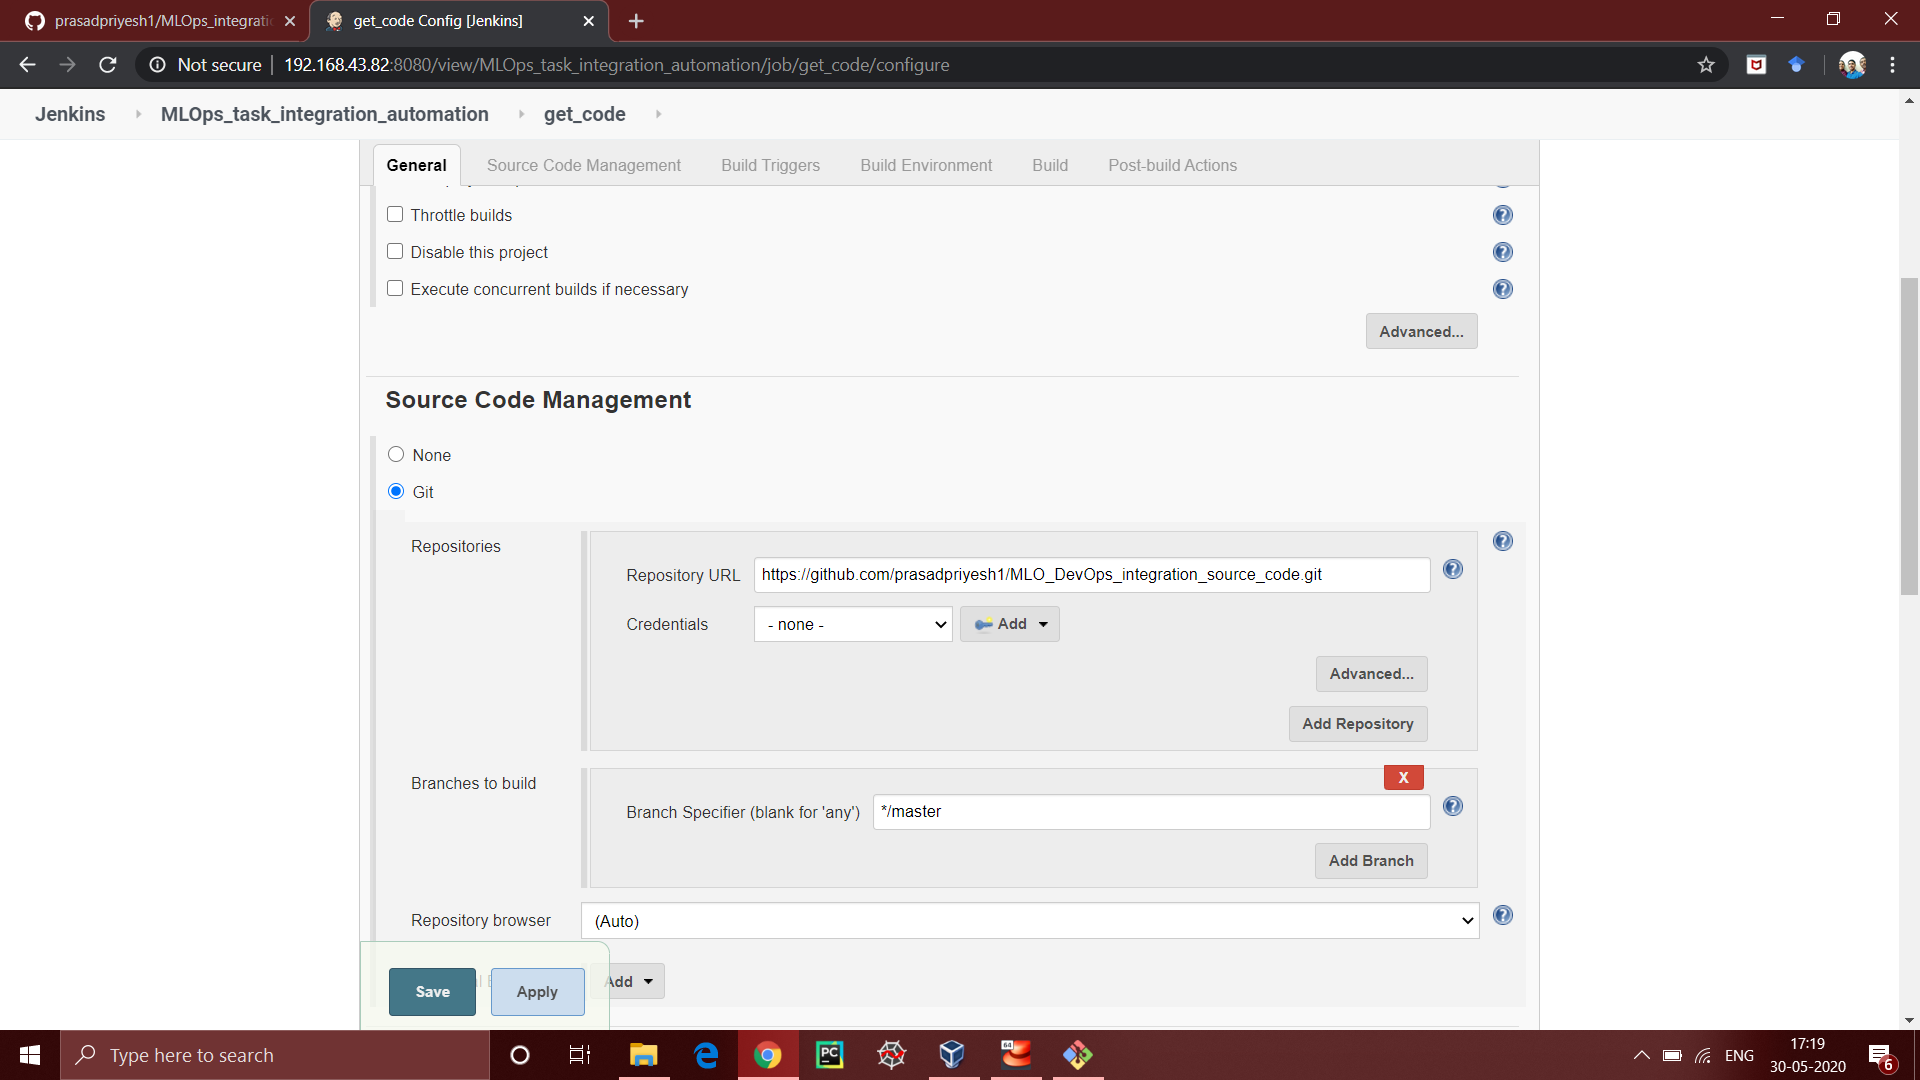 prasadpriyesh1/MLOps_integratio
get_code Config [Jenkins]
Not secure
192.168.43.82:8080/view/MLOps_task_integration_automation/job/get_code/configure
Jenkins
MLOps_task_integration_automation
get_code
General
Source Code Management
Build Triggers
Build Environment
Build
Post-build Actions
Throttle builds
Disable this project
Execute concurrent builds if necessary
Advanced...
Source Code Management
None
Git
Repositories
Repository URL
https://github.com/prasadpriyesh1/MLO_DevOps_integration_source_code.git
Credentials
- none -
Add
Advanced...
Add Repository
Branches to build
X
Branch Specifier (blank for 'any')
*/master
Add Branch
Repository browser
(Auto)
Add
Save
Apply
Type here to search
PC
64
ENG
17:19
30-05-2020
6